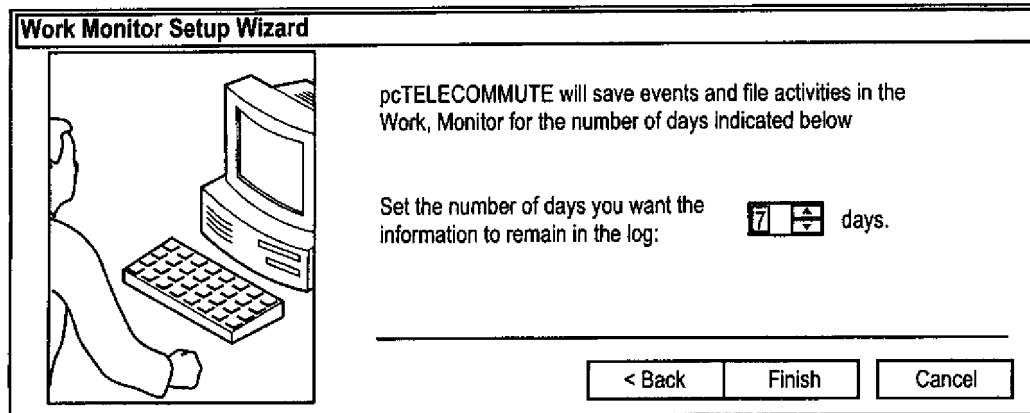 Work Monitor Setup Wizard
pcTELECOMMUTE will save events and file activities in the
Work, Monitor for the number of days indicated below
Set the number of days you want the
information to remain in the log:
7 days.
< Back Finish Cancel